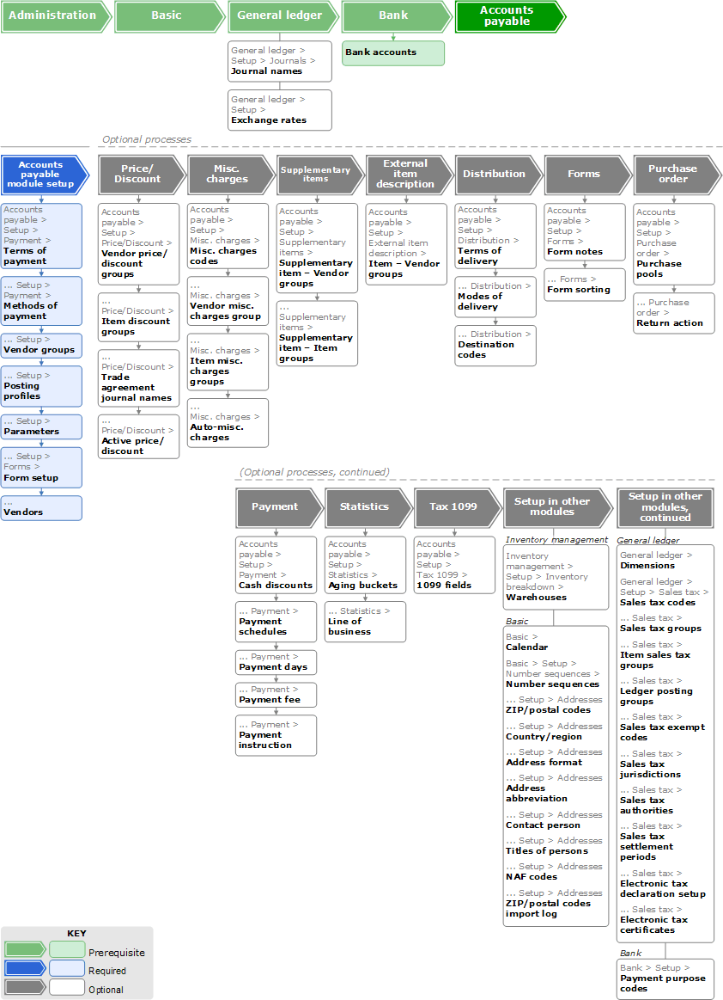 Administration
Basic
General ledger
Bank
Accounts
payable
General ledger >
Setup > Journals >
Journal names
General ledger >
Setup >
Exchange rates
Bank accounts
Optional processes
Accounts
payable
module setup
Accounts
payable >
Setup >
Payment >
Terms of
payment
... Setup >
Payment >
Methods of
payment
... Setup >
Vendor groups
... Setup >
Posting
profiles
... Setup >
Parameters
... Setup >
Forms >
Form setup
...
Vendors
Price/
Discount
Accounts
payable >
Setup >
Price/Discount >
Vendor price/
discount
groups
...
Price/Discount >
Item discount
groups
...
Price/Discount >
Trade
agreement
journal names
...
Price/Discount >
Active price/
discount
Misc.
charges
Accounts
payable >
Setup >
Misc. charges >
Misc. charges
codes
...
Misc. charges >
Vendor misc.
charges group
...
Misc. charges >
Item misc.
charges
groups
...
Misc. charges >
Auto-misc.
charges
Supplementary
items
Accounts
payable >
Setup >
Supplementary
items >
Supplementary
item – Vendor
groups
...
Supplementary
items >
Supplementary
item – Item
groups
External
item
description
Accounts
payable >
Setup >
External item
description >
Item – Vendor
groups
Distribution
Accounts
payable >
Setup >
Distribution >
Terms of
delivery
... Distribution >
Modes of
delivery
... Distribution >
Destination
codes
Forms
Accounts
payable >
Setup >
Forms >
Form notes
... Forms >
Form sorting
Purchase
order
Accounts
payable >
Setup >
Purchase
order >
Purchase
pools
... Purchase
order >
Return action
(Optional processes, continued)
Payment
Accounts
payable >
Setup >
Payment >
Cash discounts
... Payment >
Payment
schedules
... Payment >
Payment days
... Payment >
Payment fee
... Payment >
Payment
instruction
Statistics
Accounts
payable >
Setup >
Statistics >
Aging buckets
... Statistics >
Line of
business
Tax 1099
Accounts
payable >
Setup >
Tax 1099 >
1099 fields
Setup in other
modules
Inventory management
Inventory
management >
Setup > Inventory
breakdown >
Warehouses
Basic
Basic >
Calendar
Basic > Setup >
Number sequences >
Number sequences
... Setup > Addresses
ZIP/postal codes
... Setup > Addresses
Country/region
... Setup > Addresses
Address format
... Setup > Addresses
Address
abbreviation
... Setup > Addresses
Contact person
... Setup > Addresses
Titles of persons
... Setup > Addresses
NAF codes
... Setup > Addresses
ZIP/postal codes
import log
Setup in other
modules,
continued
General ledger
General ledger >
Dimensions
General ledger >
Setup > Sales tax >
Sales tax codes
... Sales tax >
Sales tax groups
... Sales tax >
Item sales tax
groups
... Sales tax >
Ledger posting
groups
... Sales tax >
Sales tax exempt
codes
... Sales tax >
Sales tax
jurisdictions
... Sales tax >
Sales tax
authorities
... Sales tax >
Sales tax
settlement
periods
... Sales tax >
Electronic tax
declaration setup
... Sales tax >
Electronic tax
certificates
Bank
Bank > Setup >
Payment purpose
codes
KEY
Prerequisite
Required
Optional